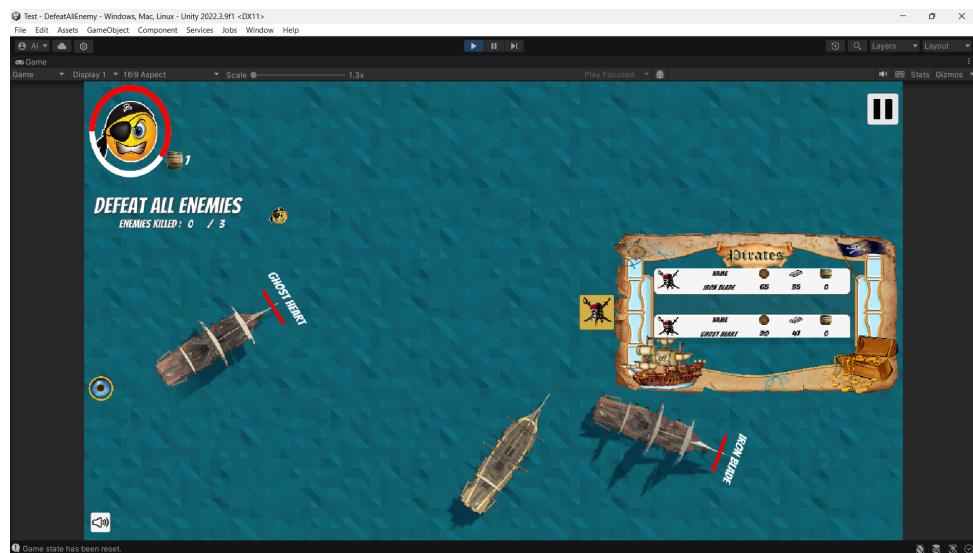 Test - DefeatAllEnemy - Windows, Mac, Linux - Unity 2022.3.9f1 <DX11>
File Edit Assets GameObject Component Services Jobs Window Help
AI Layers Layout
Game
Game Display 1 16:9 Aspect Scale 1.3x Play Focused Stats Gizmos
1
DEFEAT ALL ENEMIES
ENEMIES KILLED : 0 / 3
Pirates
NAME
IRON BLADE 65 35 0
NAME
GHOST HEART 20 47 0
GHOST HEART
IRON BLADE
Game state has been reset.